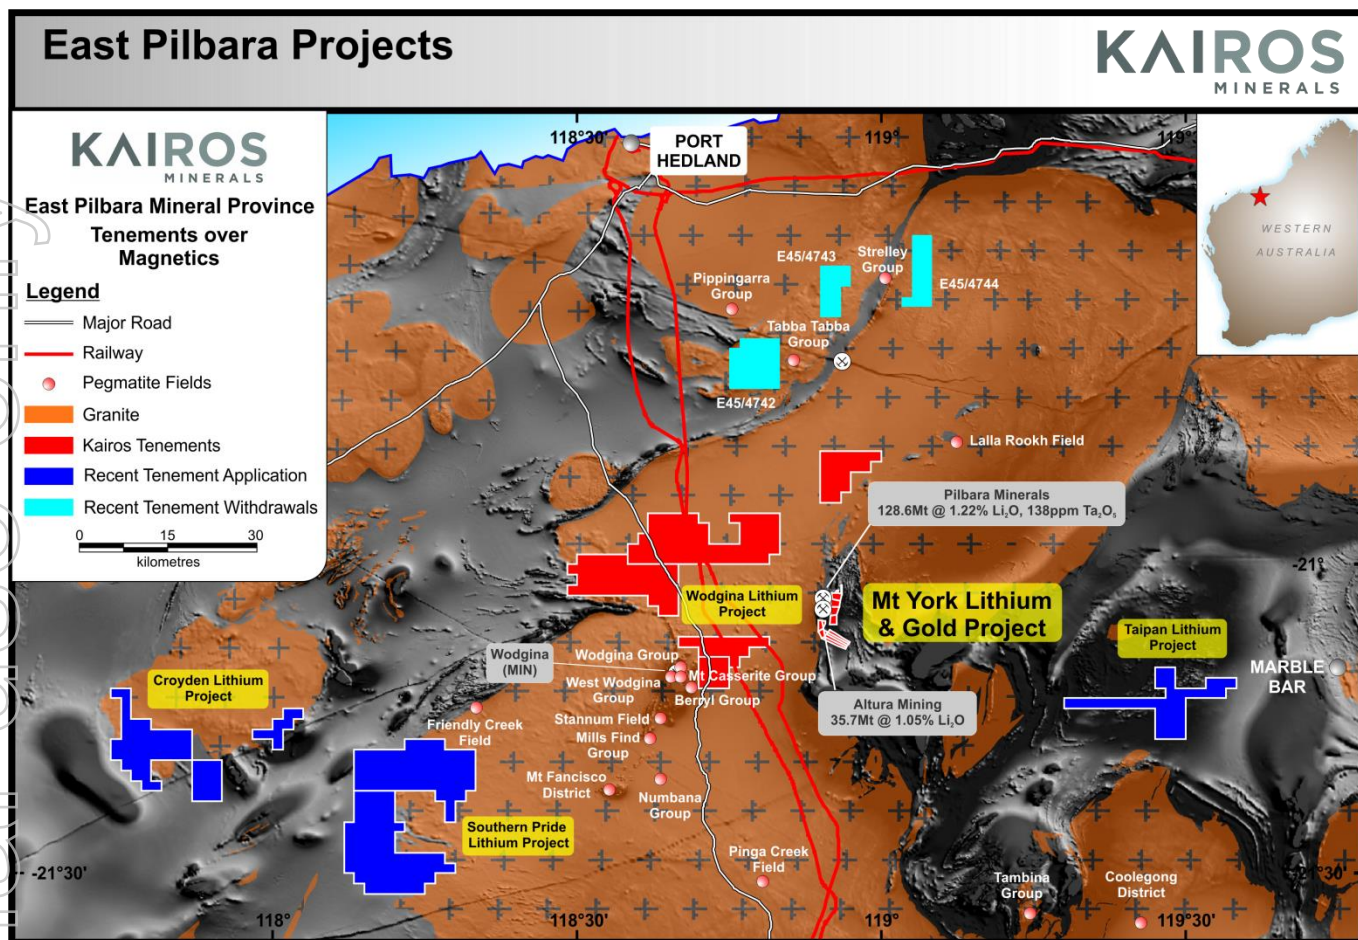 East Pilbara Projects
KAIROS
MINERALS
KAIROS
MINERALS
East Pilbara Mineral Province
Tenements over
Magnetics
Legend
Major Road
Railway
Pegmatite Fields
Granite
Kairos Tenements
Recent Tenement Application
Recent Tenement Withdrawals
0 15 30
kilometres
118°30'
119°
PORT
HEDLAND
WESTERN
AUSTRALIA
E45/4743
Strelley
Group
E45/4744
Pippingarra
Group
Tabba Tabba
Group
E45/4742
Lalla Rookh Field
Pilbara Minerals
128.6Mt @ 1.22% Li₂O, 138ppm Ta₂O₅
-21°
Wodgina Lithium
Project
Mt York Lithium
& Gold Project
Taipan Lithium
Project
MARBLE
BAR
Wodgina
(MIN)
Wodgina Group
Mt Casserite Group
West Wodgina
Group
Berryl Group
Croyden Lithium
Project
Friendly Creek
Field
Stannum Field
Mills Find
Group
Altura Mining
35.7Mt @ 1.05% Li₂O
Mt Fancisco
District
Numbana
Group
Southern Pride
Lithium Project
Pinga Creek
Field
Tambina
Group
Coolegong
District
-21°30'
-21°30'
118°
118°30'
119°
119°30'